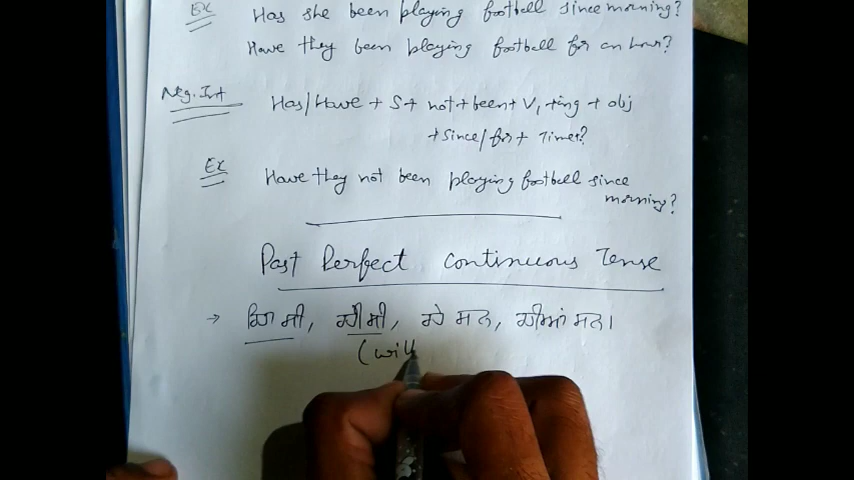 Ex Has she been playing football since morning?
Have they been playing football for an hour?
Neg. Int Has/Have + S + not + been + V₁ + ing + obj
+ Since/for + Time?
Ex Have they not been playing football since
morning?
Past Perfect Continuous Tense
→ ਰਿਹਾ ਸੀ, ਰਹੀ ਸੀ, ਰਹੇ ਸਨ, ਰਹੀਆਂ ਸਨ।
(with